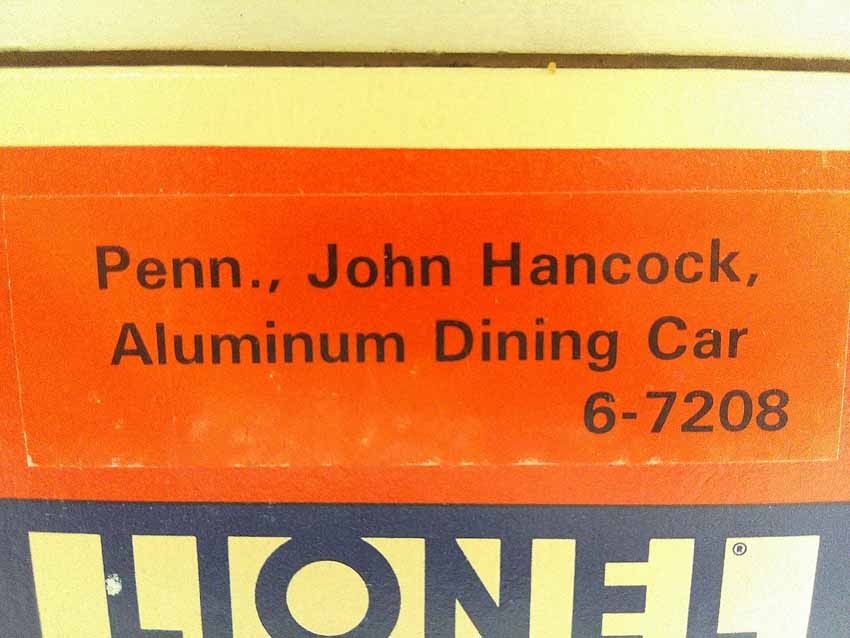 Penn., John Hancock,
Aluminum Dining Car
6-7208
LIONEL ®